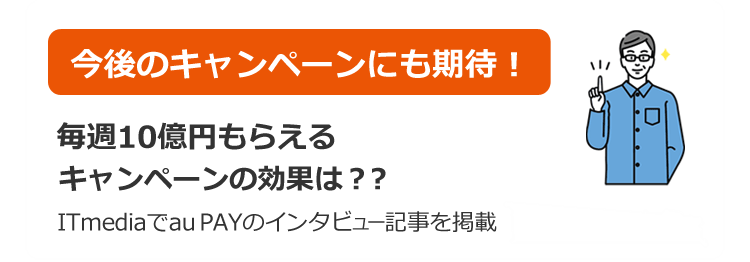 今後のキャンペーンにも期待！
毎週10億円もらえる
キャンペーンの効果は？?
ITmediaでau PAYのインタビュー記事を掲載